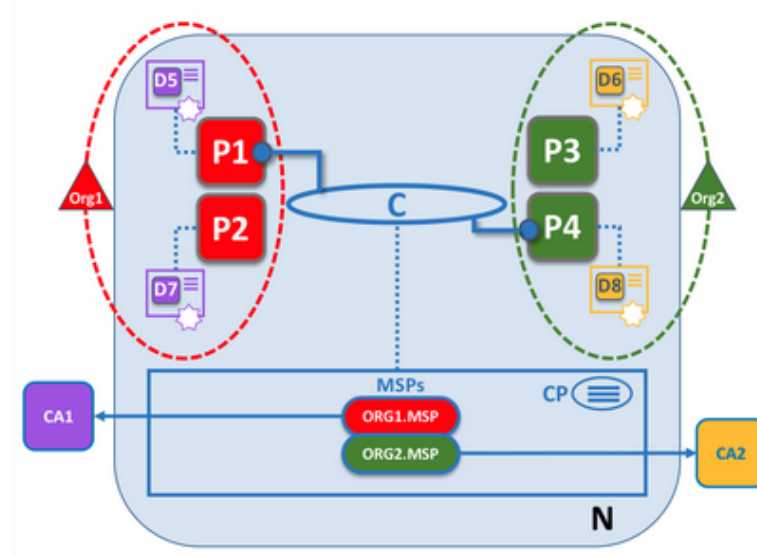 D5
D6
P1
P3
Org1
C
Org2
P2
P4
D7
D8
MSPs
CP
CA1
ORG1.MSP
ORG2.MSP
CA2
N